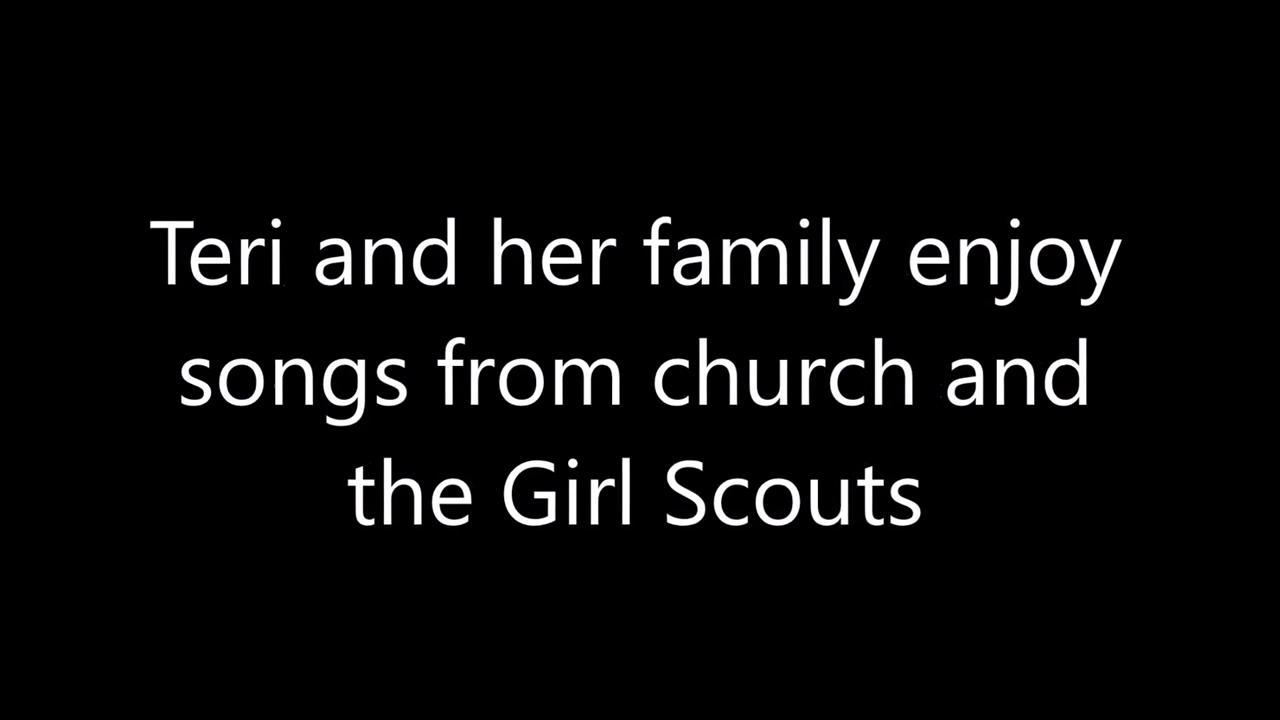 Teri and her family enjoy
songs from church and
the Girl Scouts